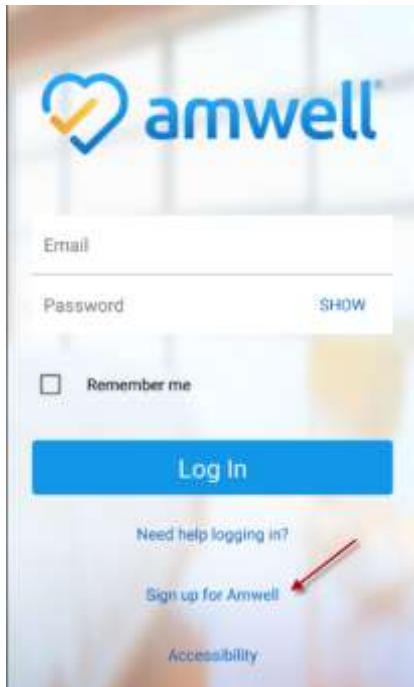 amwell
Email
Password SHOW
Remember me
Log In
Need help logging in?
Sign up for Amwell
Accessibility